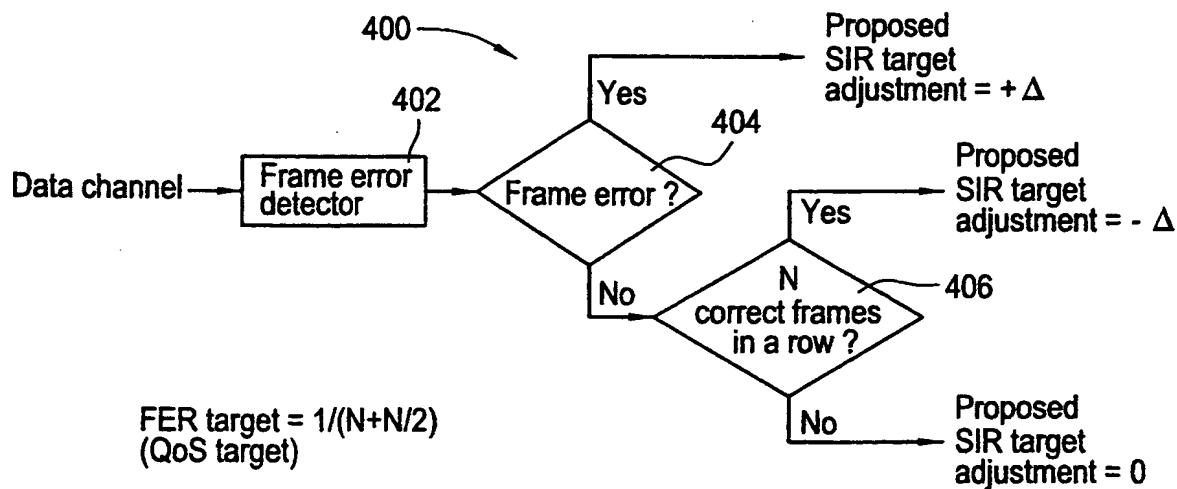 400
Proposed
SIR target
adjustment = + Δ
Yes
402
404
Data channel
Frame error
detector
Frame error ?
Proposed
SIR target
adjustment = - Δ
Yes
No
N
correct frames
in a row ?
406
FER target = 1/(N+N/2)
(QoS target)
No
Proposed
SIR target
adjustment = 0